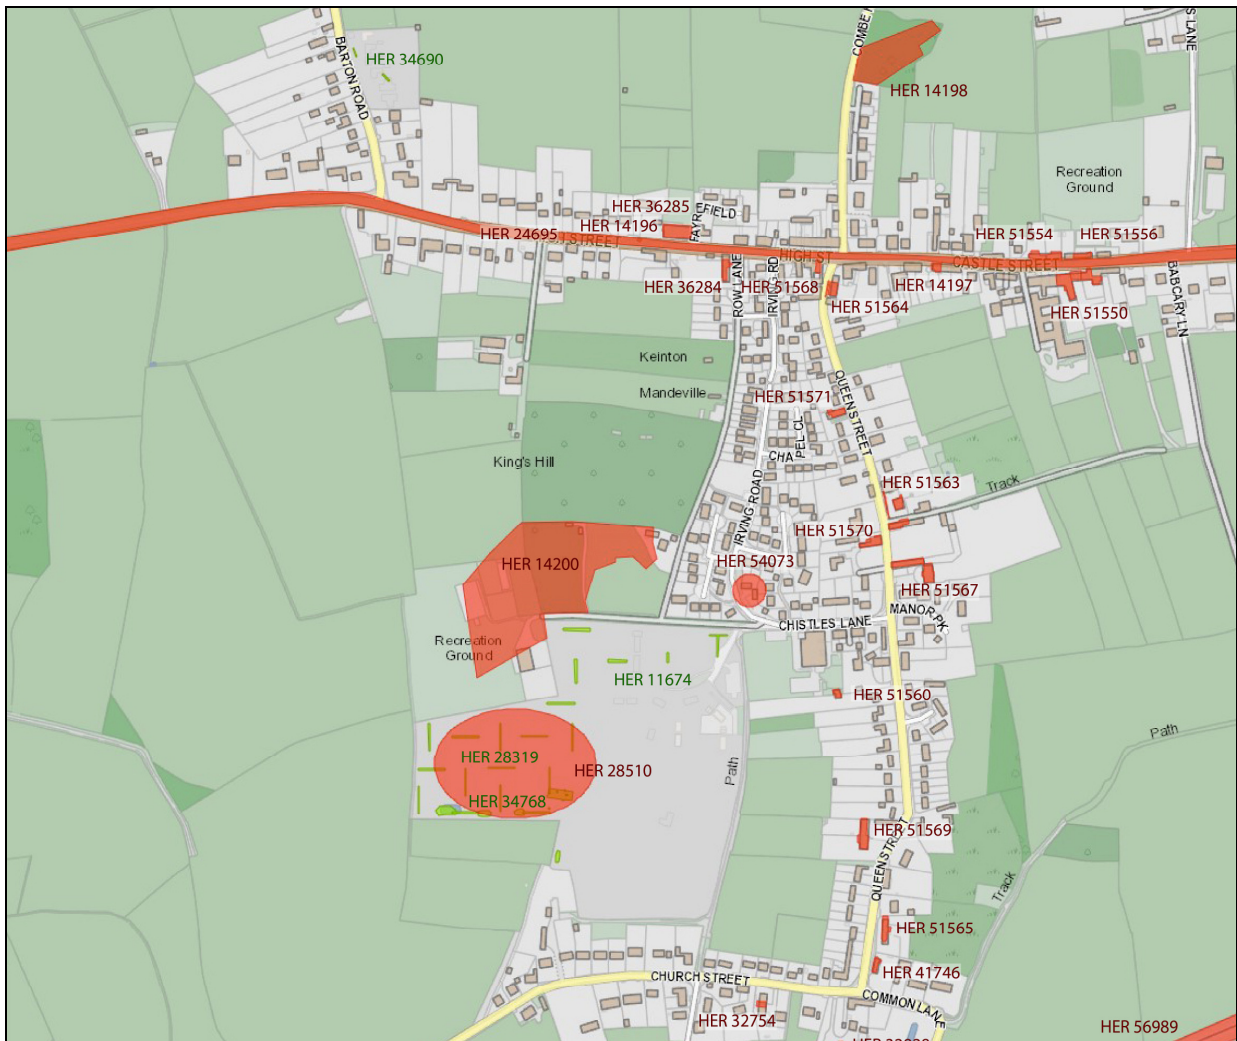 BARTON ROAD
HER 34690
COMBE
S LANE
HER 14198
Recreation
Ground
HER 36285
FAYRE
FIELD
HER 14196
HER 24695
STREET
HIGH ST
HER 51554
HER 51556
CASTLE STREET
HER 36284
ROW LANE
IRVING RD
HER 51568
HER 14197
HER 51564
HER 51550
BABCARY LN
Keinton
Mandeville
HER 51571
QUEEN STREET
CHA
PEL CL
King's Hill
IRVING ROAD
HER 51563
Track
HER 51570
HER 14200
HER 54073
HER 51567
MANOR PK
CHISTLES LANE
Recreation
Ground
HER 11674
HER 51560
Path
HER 28319
HER 28510
Path
HER 34768
HER 51569
QUEEN STREET
Track
HER 51565
HER 41746
CHURCH STREET
COMMON LANE
HER 32754
HER 56989